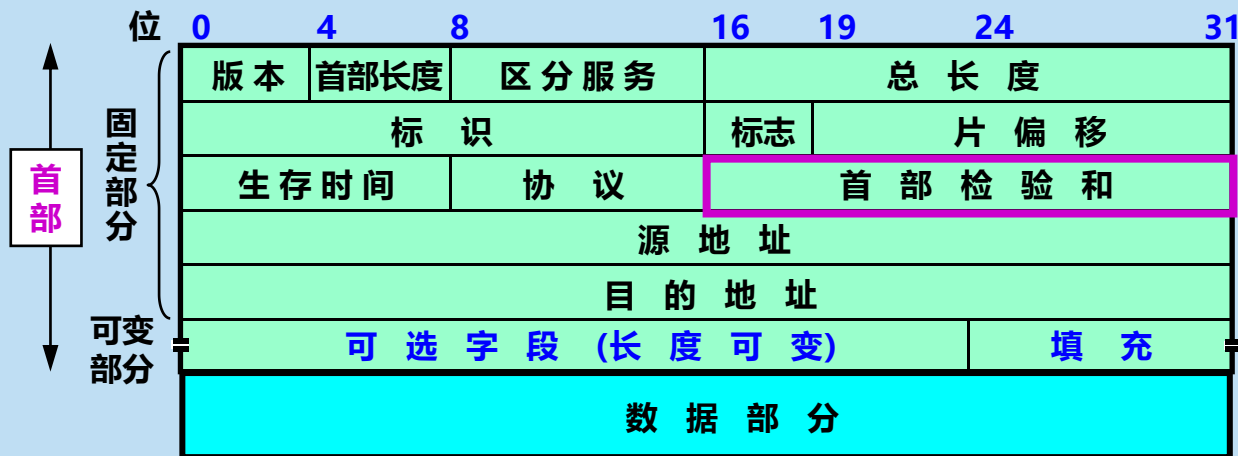 位 0 4 8 16 19 24 31
版本 首部长度 区分服务 总长度
标识 标志 片偏移
生存时间 协议 首部检验和
源地址
目的地址
可选字段 (长度可变) 填充
数据部分
首部
固定部分
可变部分